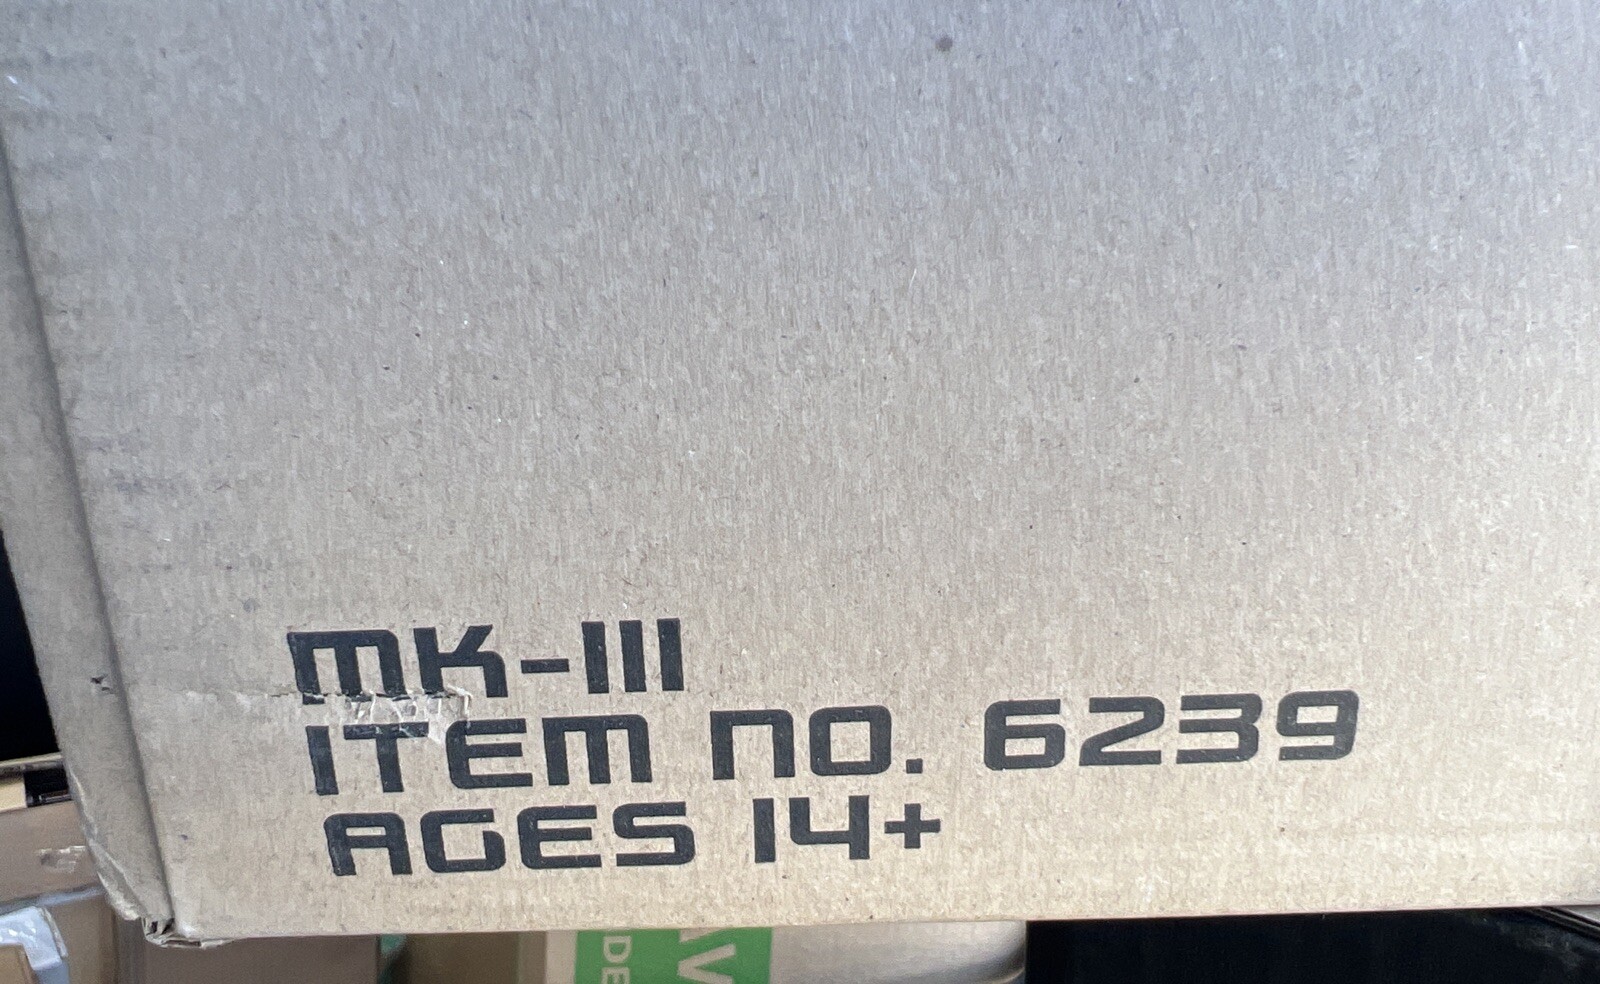 MK-III
ITEM NO. 6239
AGES 14+